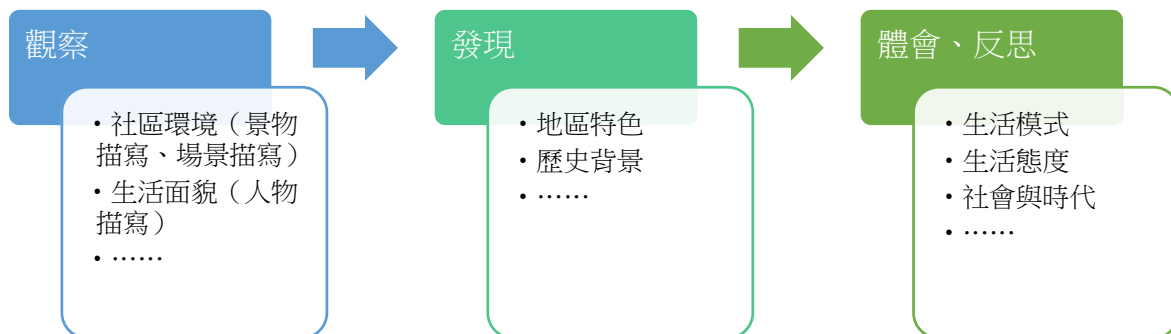 觀察
・社區環境（景物
描寫、場景描寫）
・生活面貌（人物
描寫）
・……
發現
・地區特色
・歷史背景
・……
體會、反思
・生活模式
・生活態度
・社會與時代
・……